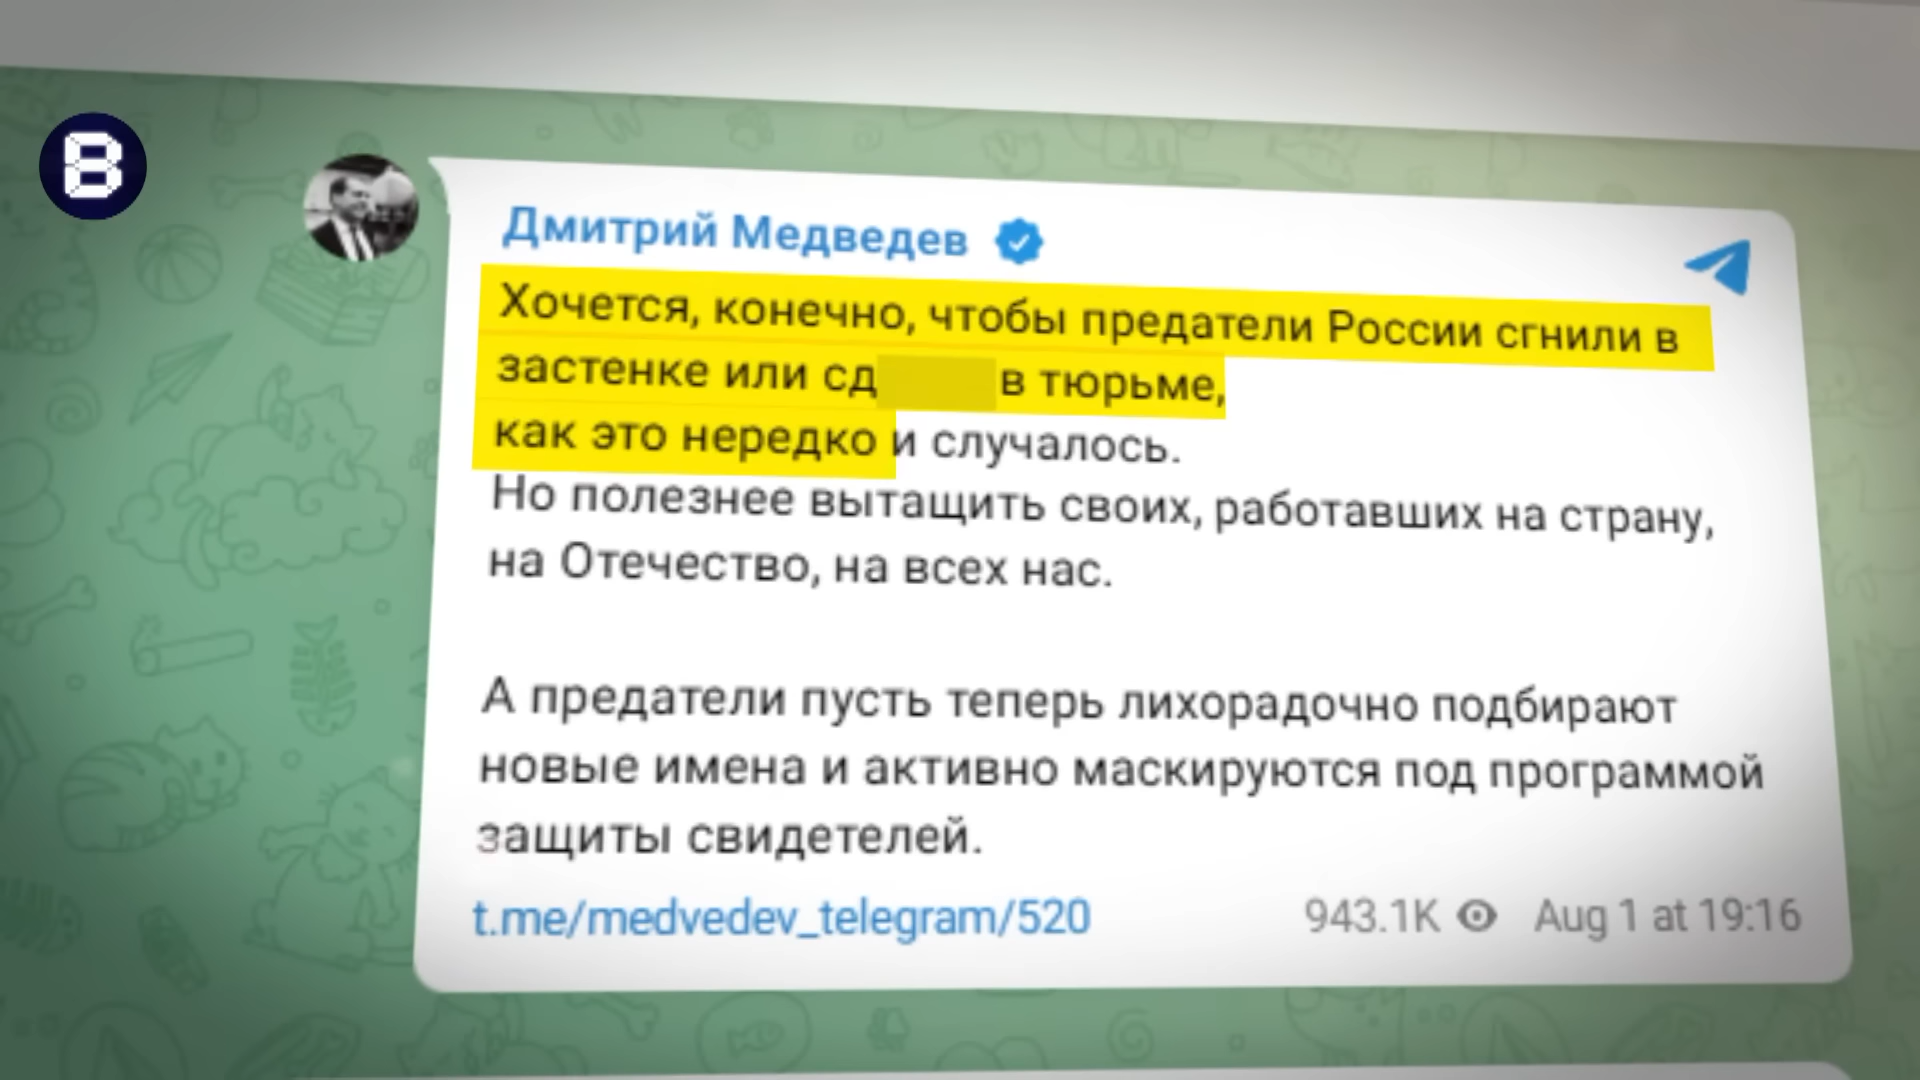 B
Дмитрий Медведев
Хочется, конечно, чтобы предатели России сгнили в
застенке или сд в тюрьме,
как это нередко и случалось.
Но полезнее вытащить своих, работавших на страну,
на Отечество, на всех нас.
А предатели пусть теперь лихорадочно подбирают
новые имена и активно маскируются под программой
защиты свидетелей.
t.me/medvedev_telegram/520 943.1K Aug 1 at 19:16